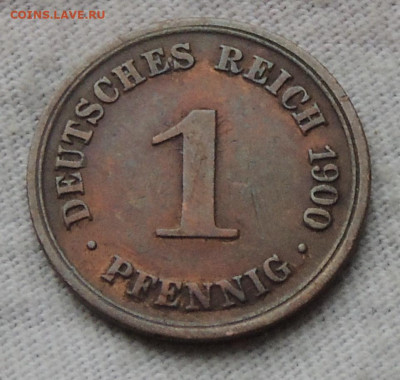 COINS.LAVE.RU
DEUTSCHES REICH 1900
1
• PFENNIG •